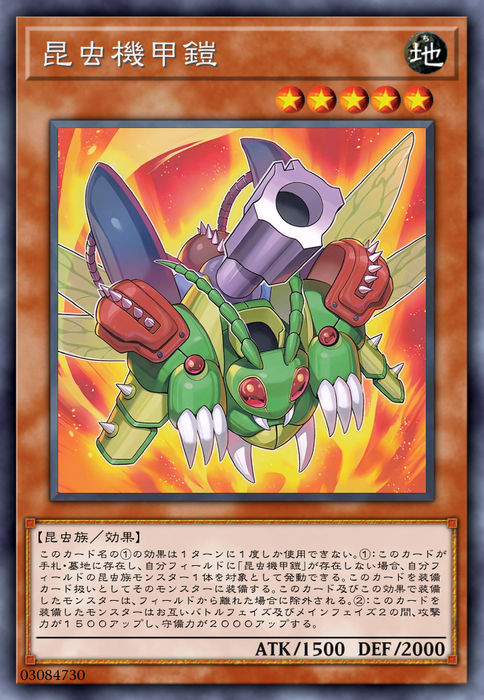 昆虫機甲鎧
ち
地
【昆虫族／効果】
このカード名の①の効果は１ターンに１度しか使用できない。①：このカードが
手札・墓地に存在し、自分フィールドに「昆虫機甲鎧」が存在しない場合、自分フ
ィールドの昆虫族モンスター１体を対象として発動できる。このカードを装備
カード扱いとしてそのモンスターに装備する。このカード及びこの効果で装備
したモンスターは、フィールドから離れた場合に除外される。②：このカードを
装備したモンスターはお互いバトルフェイズ及びメインフェイズ２の間、攻撃
力が１５００アップし、守備力が２０００アップする。
ATK/1500 DEF/2000
03084730